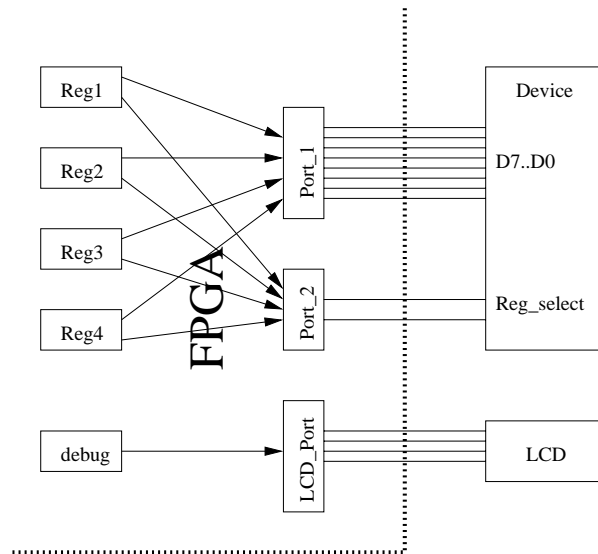 Reg1
Device
Port_1
Reg2
D7..D0
Reg3
FPGA
Port_2
Reg_select
Reg4
debug
LCD_Port
LCD